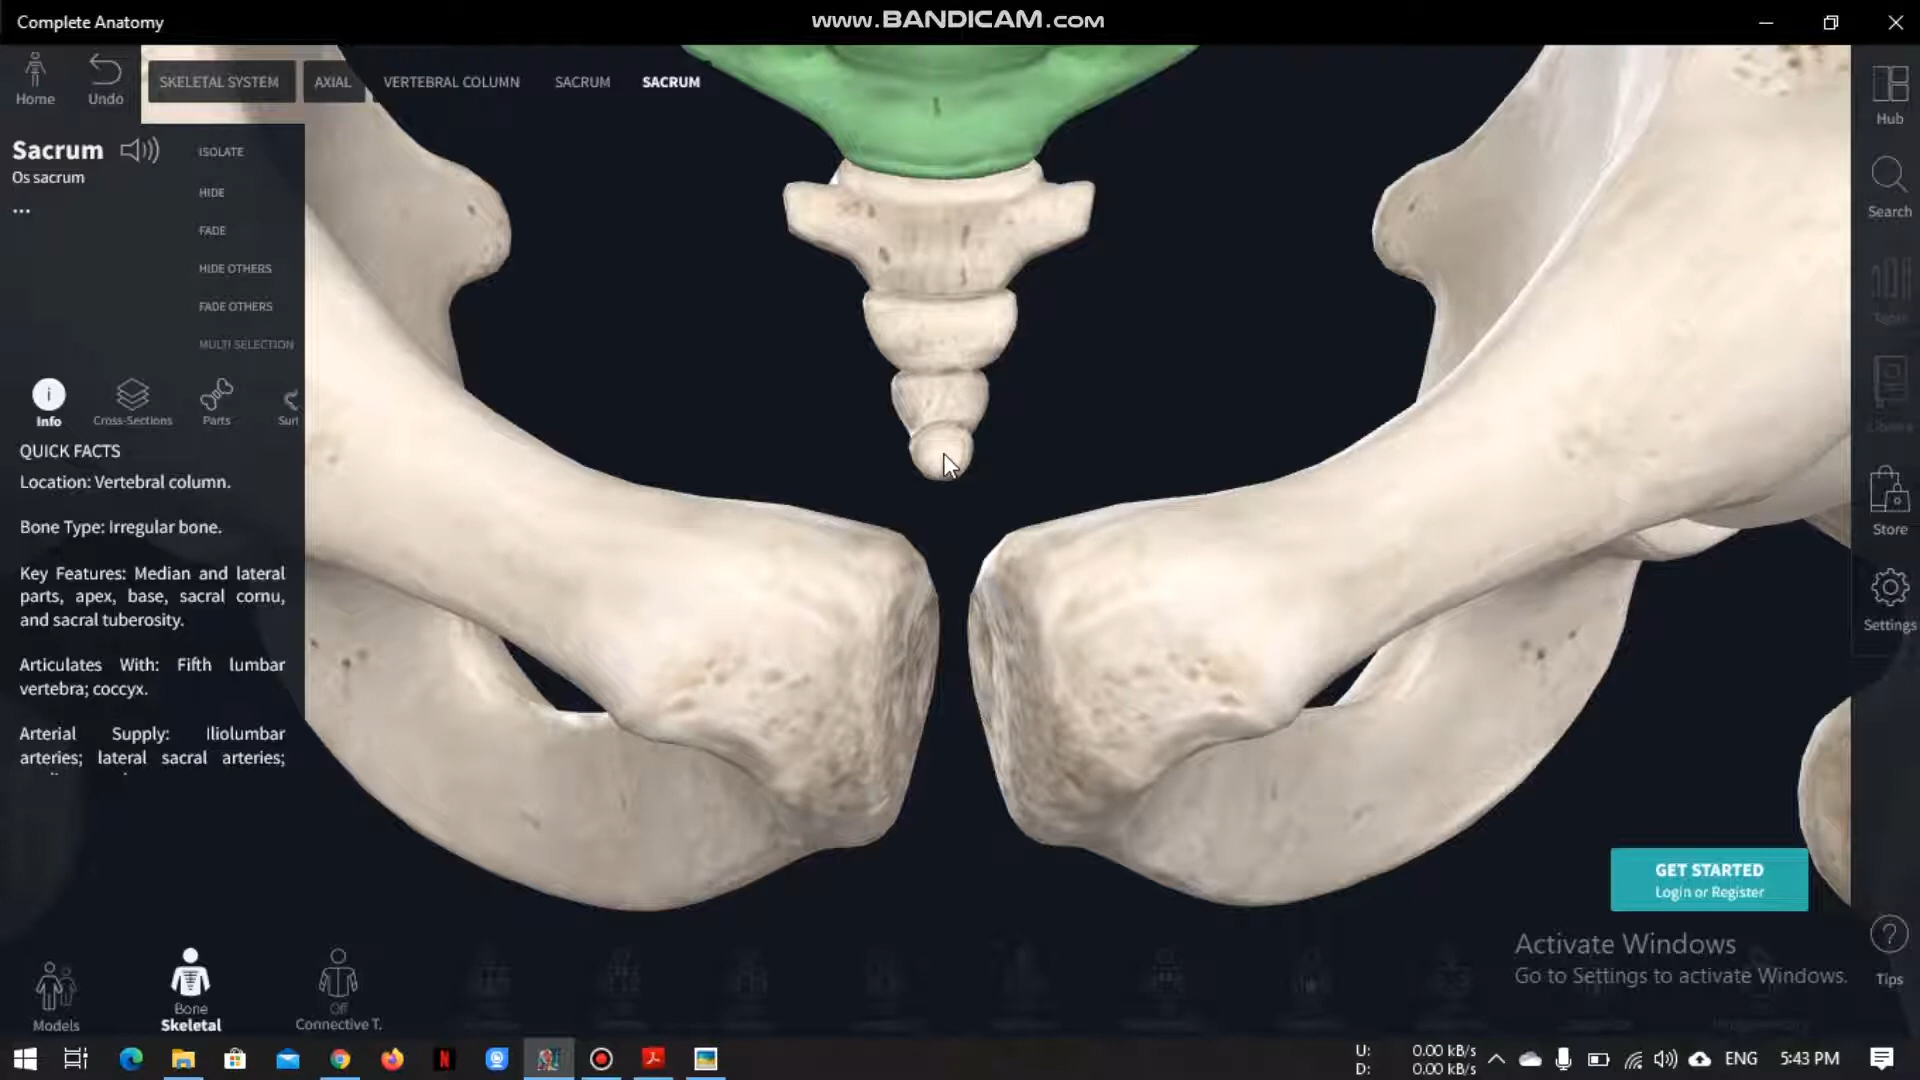 Complete Anatomy
www.BANDICAM.com
Home
Undo
SKELETAL SYSTEM
AXIAL
VERTEBRAL COLUMN
SACRUM
SACRUM
Hub
Sacrum
Os sacrum
...
ISOLATE
HIDE
FADE
HIDE OTHERS
FADE OTHERS
MULTI SELECTION
Search
Info
Cross-Sections
Parts
QUICK FACTS
Location: Vertebral column.
Bone Type: Irregular bone.
Key Features: Median and lateral
parts, apex, base, sacral cornu,
and sacral tuberosity.
Articulates With: Fifth lumbar
vertebra; coccyx.
Arterial Supply: Iliolumbar
arteries; lateral sacral arteries;
Store
Settings
GET STARTED
Login or Register
Activate Windows
Go to Settings to activate Windows.
Tips
Models
Bone
Skeletal
Off
Connective T.
U: 0.00 kB/s
D: 0.00 kB/s
ENG
5:43 PM